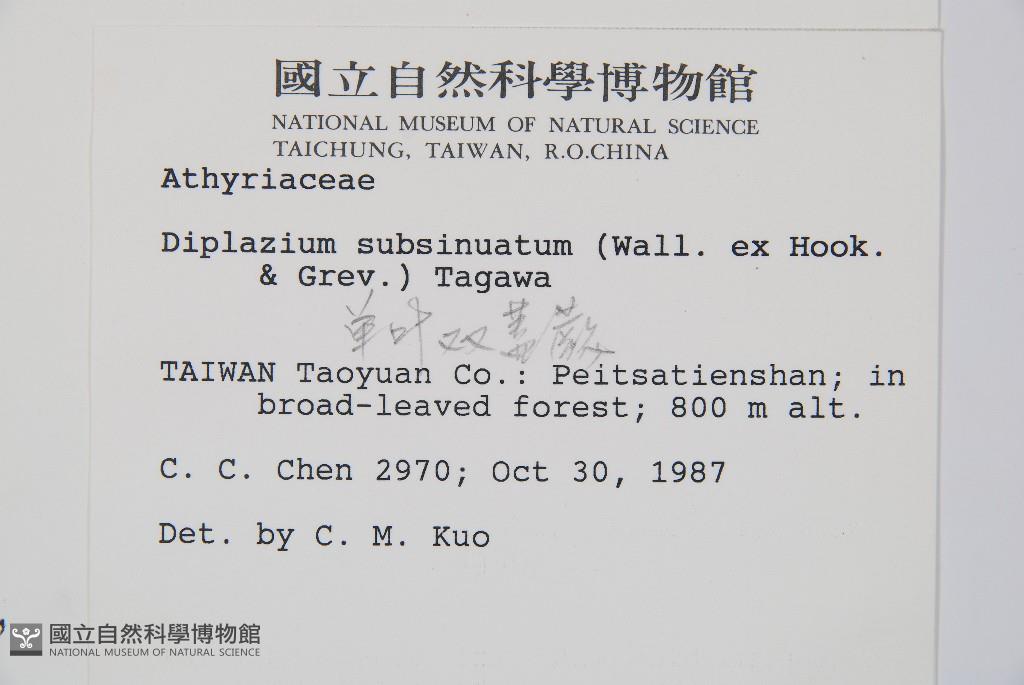 國立自然科學博物館
NATIONAL MUSEUM OF NATURAL SCIENCE
TAICHUNG, TAIWAN, R.O.CHINA
Athyriaceae
Diplazium subsinuatum (Wall. ex Hook.
& Grev.) Tagawa
单叶双蓋蕨
TAIWAN Taoyuan Co.: Peitsatienshan; in
broad-leaved forest; 800 m alt.
C. C. Chen 2970; Oct 30, 1987
Det. by C. M. Kuo
國立自然科學博物館
NATIONAL MUSEUM OF NATURAL SCIENCE